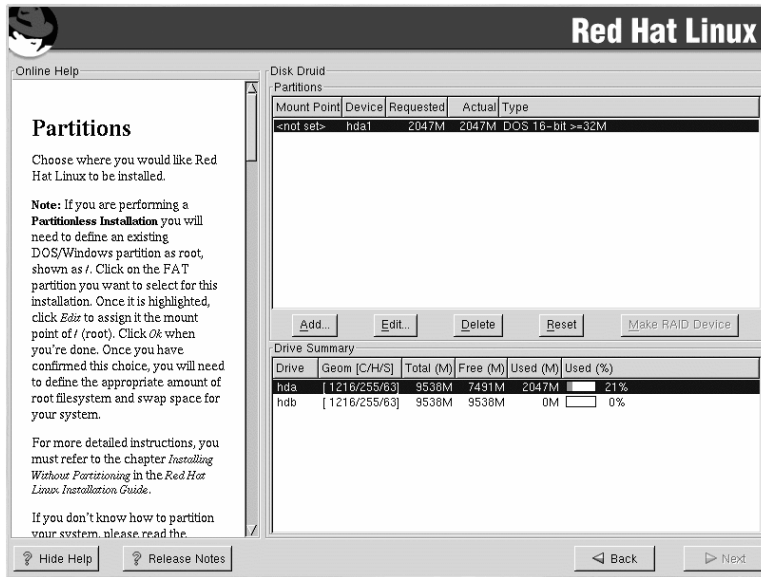 Red Hat Linux
Online Help
Partitions
Choose where you would like Red
Hat Linux to be installed.
Note: If you are performing a
Partitionless Installation you will
need to define an existing
DOS/Windows partition as root,
shown as /. Click on the FAT
partition you want to select for this
installation. Once it is highlighted,
click Edit to assign it the mount
point of / (root). Click Ok when
you're done. Once you have
confirmed this choice, you will need
to define the appropriate amount of
root filesystem and swap space for
your system.
For more detailed instructions, you
must refer to the chapter Installing
Without Partitioning in the Red Hat
Linux Installation Guide.
If you don't know how to partition
your system, please read the
Disk Druid
Partitions
Mount Point Device Requested Actual Type
<not set> hda1 2047M 2047M DOS 16-bit >=32M
Add... Edit... Delete Reset Make RAID Device
Drive Summary
Drive Geom [C/H/S] Total (M) Free (M) Used (M) Used (%)
hda [ 1216/255/63] 9538M 7491M 2047M 21%
hdb [ 1216/255/63] 9538M 9538M 0M 0%
Hide Help Release Notes Back Next